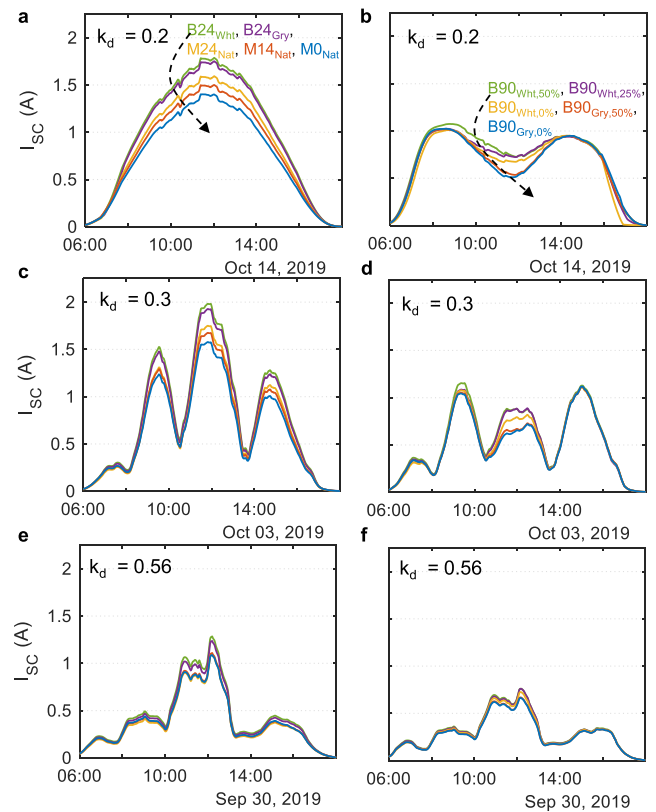 a
k_d = 0.2
B24_Wht, B24_Gry,
M24_Nat, M14_Nat, M0_Nat
2
1.5
1
0.5
0
I_SC (A)
06:00 10:00 14:00
Oct 14, 2019
b
k_d = 0.2
B90_Wht,50%, B90_Wht,25%
B90_Wht,0%, B90_Gry,50%,
B90_Gry,0%
06:00 10:00 14:00
Oct 14, 2019
c
k_d = 0.3
2
1.5
1
0.5
0
I_SC (A)
06:00 10:00 14:00
Oct 03, 2019
d
k_d = 0.3
06:00 10:00 14:00
Oct 03, 2019
e
k_d = 0.56
2
1.5
1
0.5
0
I_SC (A)
06:00 10:00 14:00
Sep 30, 2019
f
k_d = 0.56
06:00 10:00 14:00
Sep 30, 2019